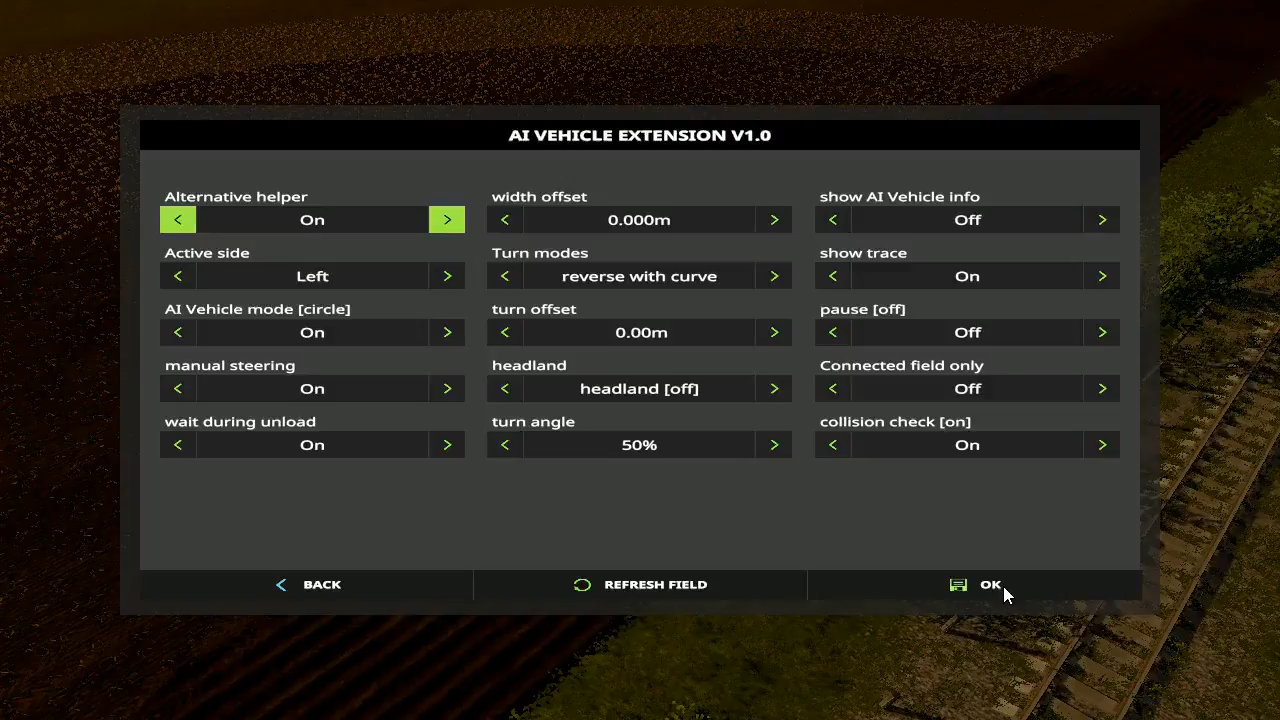 AI VEHICLE EXTENSION V1.0
Alternative helper
< On >
Active side
< Left >
AI Vehicle mode [circle]
< On >
manual steering
< On >
wait during unload
< On >
width offset
< 0.000m >
Turn modes
< reverse with curve >
turn offset
< 0.00m >
headland
< headland [off] >
turn angle
< 50% >
show AI Vehicle info
< Off >
show trace
< On >
pause [off]
< Off >
Connected field only
< Off >
collision check [on]
< On >
< BACK
REFRESH FIELD
OK